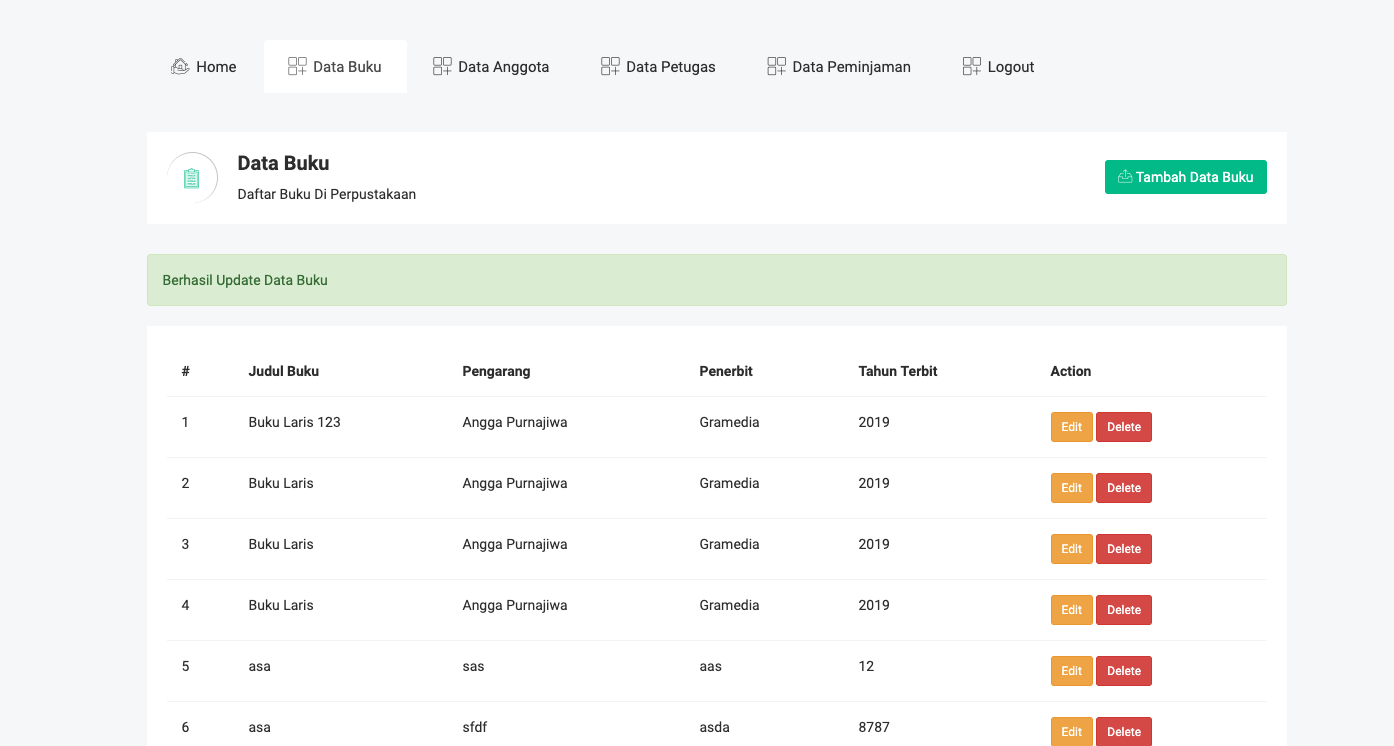 Home Data Buku Data Anggota Data Petugas Data Peminjaman Logout
Data Buku
Daftar Buku Di Perpustakaan
Tambah Data Buku
Berhasil Update Data Buku
# Judul Buku Pengarang Penerbit Tahun Terbit Action
1 Buku Laris 123 Angga Purnajiwa Gramedia 2019 Edit Delete
2 Buku Laris Angga Purnajiwa Gramedia 2019 Edit Delete
3 Buku Laris Angga Purnajiwa Gramedia 2019 Edit Delete
4 Buku Laris Angga Purnajiwa Gramedia 2019 Edit Delete
5 asa sas aas 12 Edit Delete
6 asa sfdf asda 8787 Edit Delete